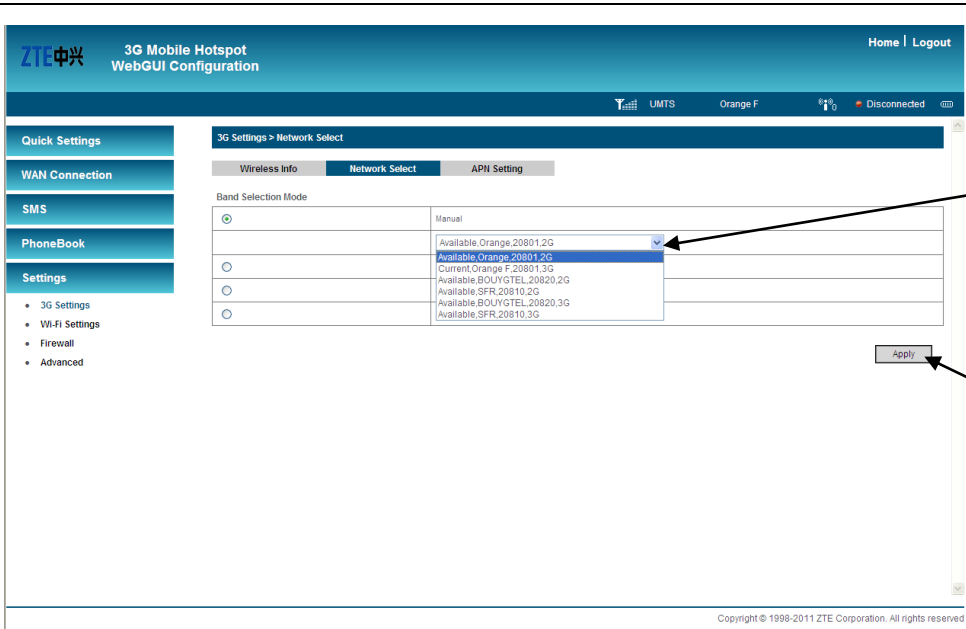 ZTE中兴
3G Mobile Hotspot
WebGUI Configuration
Home | Logout
UMTS Orange F Disconnected
Quick Settings
WAN Connection
SMS
PhoneBook
Settings
3G Settings
Wi-Fi Settings
Firewall
Advanced
3G Settings > Network Select
Wireless Info Network Select APN Setting
Band Selection Mode
Manual
Available,Orange,20801,2G
Available,Orange,20801,2G
Current,Orange F,20801,3G
Available,BOUYGTEL,20820,2G
Available,SFR,20810,2G
Available,BOUYGTEL,20820,3G
Available,SFR,20810,3G
Apply
Copyright © 1998-2011 ZTE Corporation. All rights reserved